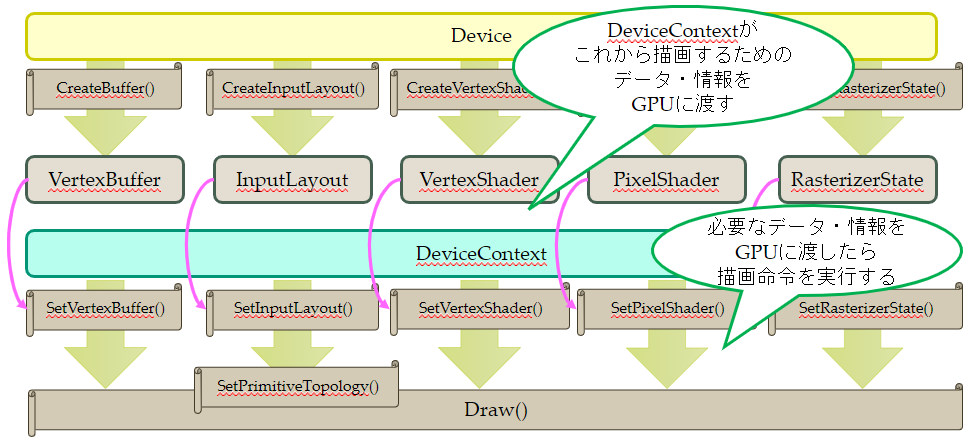 Device
DeviceContextが
これから描画するための
データ・情報を
GPUに渡す
CreateBuffer()
CreateInputLayout()
CreateVertexShad
RasterizerState()
VertexBuffer
InputLayout
VertexShader
PixelShader
RasterizerState
DeviceContext
必要なデータ・情報を
GPUに渡したら
描画命令を実行する
SetVertexBuffer()
SetInputLayout()
SetVertexShader()
SetPixelShader()
SetRasterizerState()
SetPrimitiveTopology()
Draw()